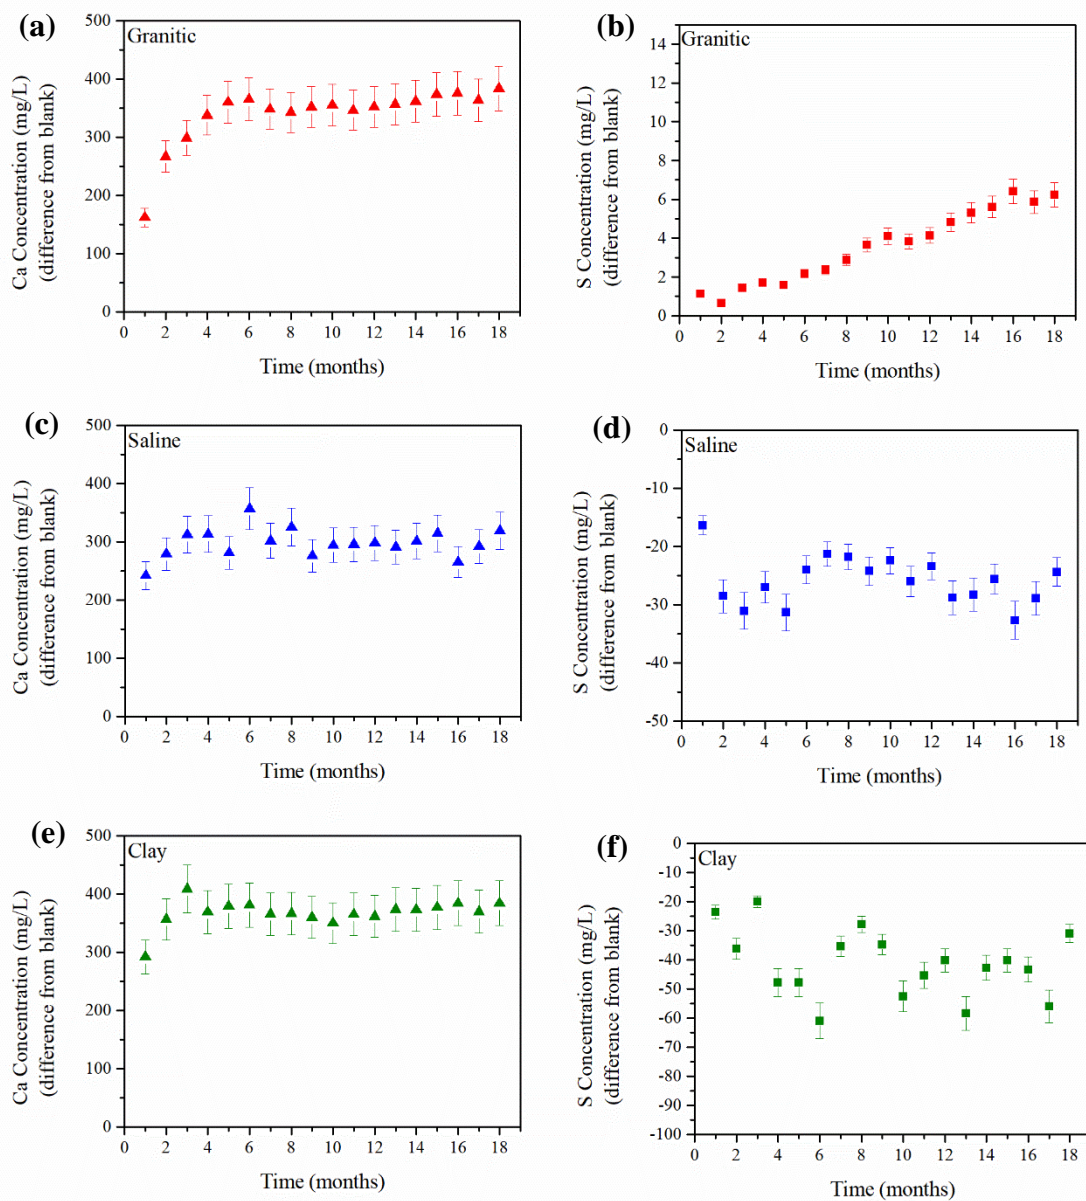 (a)
Granitic
Ca Concentration (mg/L)
(difference from blank)
500
400
300
200
100
0
0 2 4 6 8 10 12 14 16 18
Time (months)
(b)
Granitic
S Concentration (mg/L)
(difference from blank)
14
12
10
8
6
4
2
0
0 2 4 6 8 10 12 14 16 18
Time (months)
(c)
Saline
Ca Concentration (mg/L)
(difference from blank)
500
400
300
200
100
0
0 2 4 6 8 10 12 14 16 18
Time (months)
(d)
Saline
S Concentration (mg/L)
(difference from blank)
-0
-10
-20
-30
-40
-50
0 2 4 6 8 10 12 14 16 18
Time (months)
(e)
Clay
Ca Concentration (mg/L)
(difference from blank)
500
400
300
200
100
0
0 2 4 6 8 10 12 14 16 18
Time (months)
(f)
Clay
S Concentration (mg/L)
(difference from blank)
-0
-10
-20
-30
-40
-50
-60
-70
-80
-90
-100
0 2 4 6 8 10 12 14 16 18
Time (months)